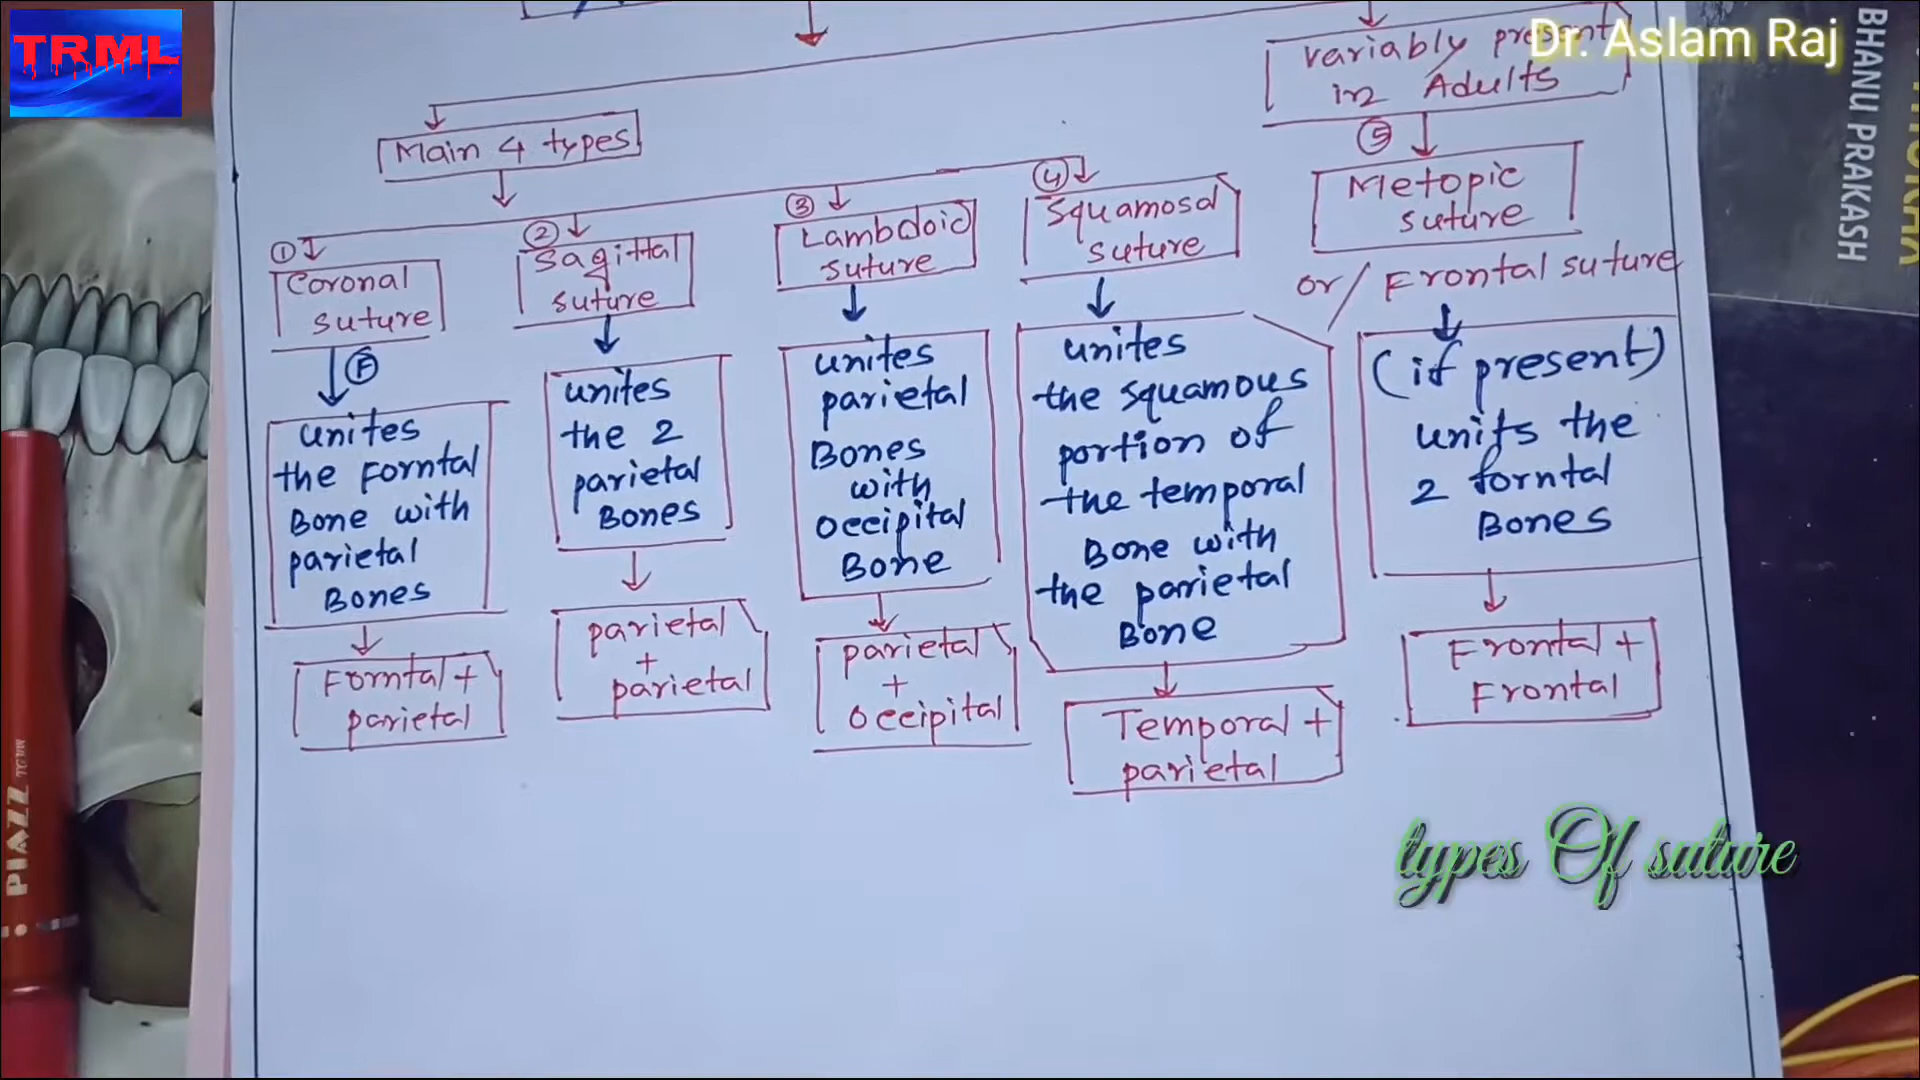 TRML
Dr. Aslam Raj
BHANU PRAKASH
variably present
in Adults
Main 4 types
5
Metopic
suture
or / Frontal suture
1
Coronal
suture
2
Sagittal
suture
3
Lambdoid
suture
4
Squamosal
suture
F
unites
the Forntal
Bone with
parietal
Bones
unites
the 2
parietal
Bones
unites
parietal
Bones
with
occipital
Bone
unites
the squamous
portion of
the temporal
Bone with
the parietal
Bone
(if present)
units the
2 forntal
Bones
Forntal +
parietal
parietal
+
parietal
parietal
+
occipital
Temporal +
parietal
Frontal +
Frontal
types Of suture
PIAZZ